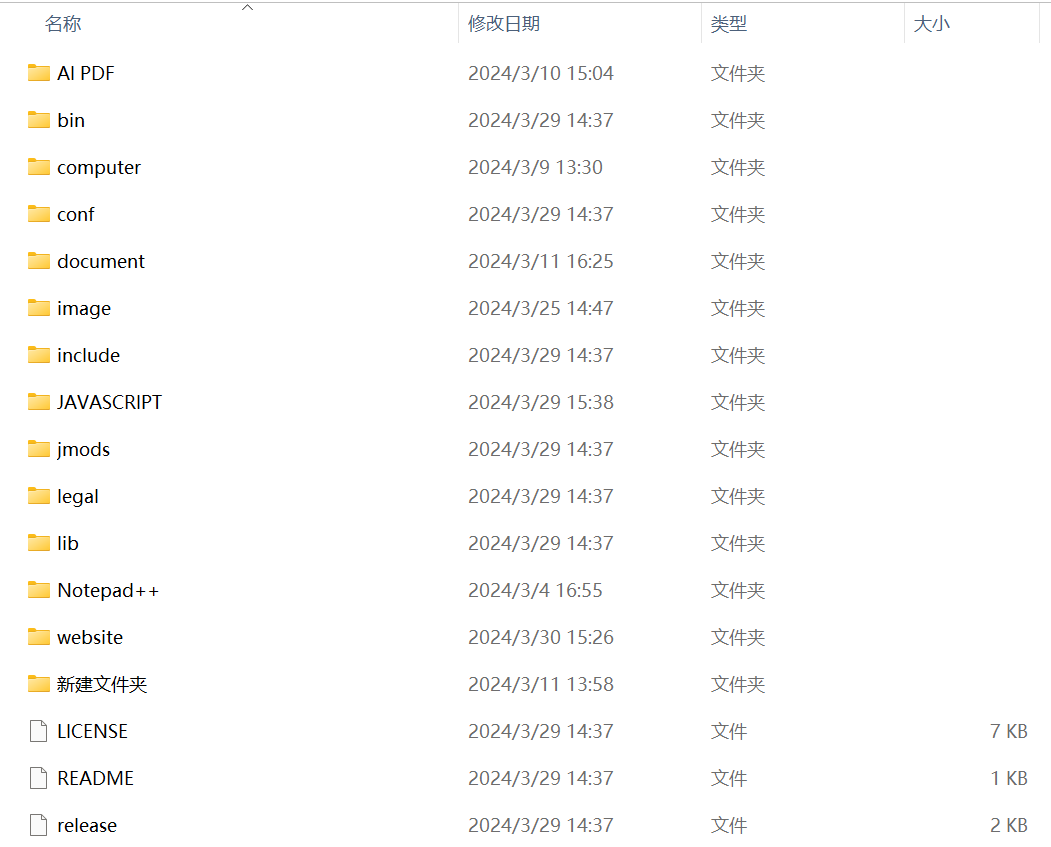 名称 修改日期 类型 大小
AI PDF 2024/3/10 15:04 文件夹
bin 2024/3/29 14:37 文件夹
computer 2024/3/9 13:30 文件夹
conf 2024/3/29 14:37 文件夹
document 2024/3/11 16:25 文件夹
image 2024/3/25 14:47 文件夹
include 2024/3/29 14:37 文件夹
JAVASCRIPT 2024/3/29 15:38 文件夹
jmods 2024/3/29 14:37 文件夹
legal 2024/3/29 14:37 文件夹
lib 2024/3/29 14:37 文件夹
Notepad++ 2024/3/4 16:55 文件夹
website 2024/3/30 15:26 文件夹
新建文件夹 2024/3/11 13:58 文件夹
LICENSE 2024/3/29 14:37 文件 7 KB
README 2024/3/29 14:37 文件 1 KB
release 2024/3/29 14:37 文件 2 KB